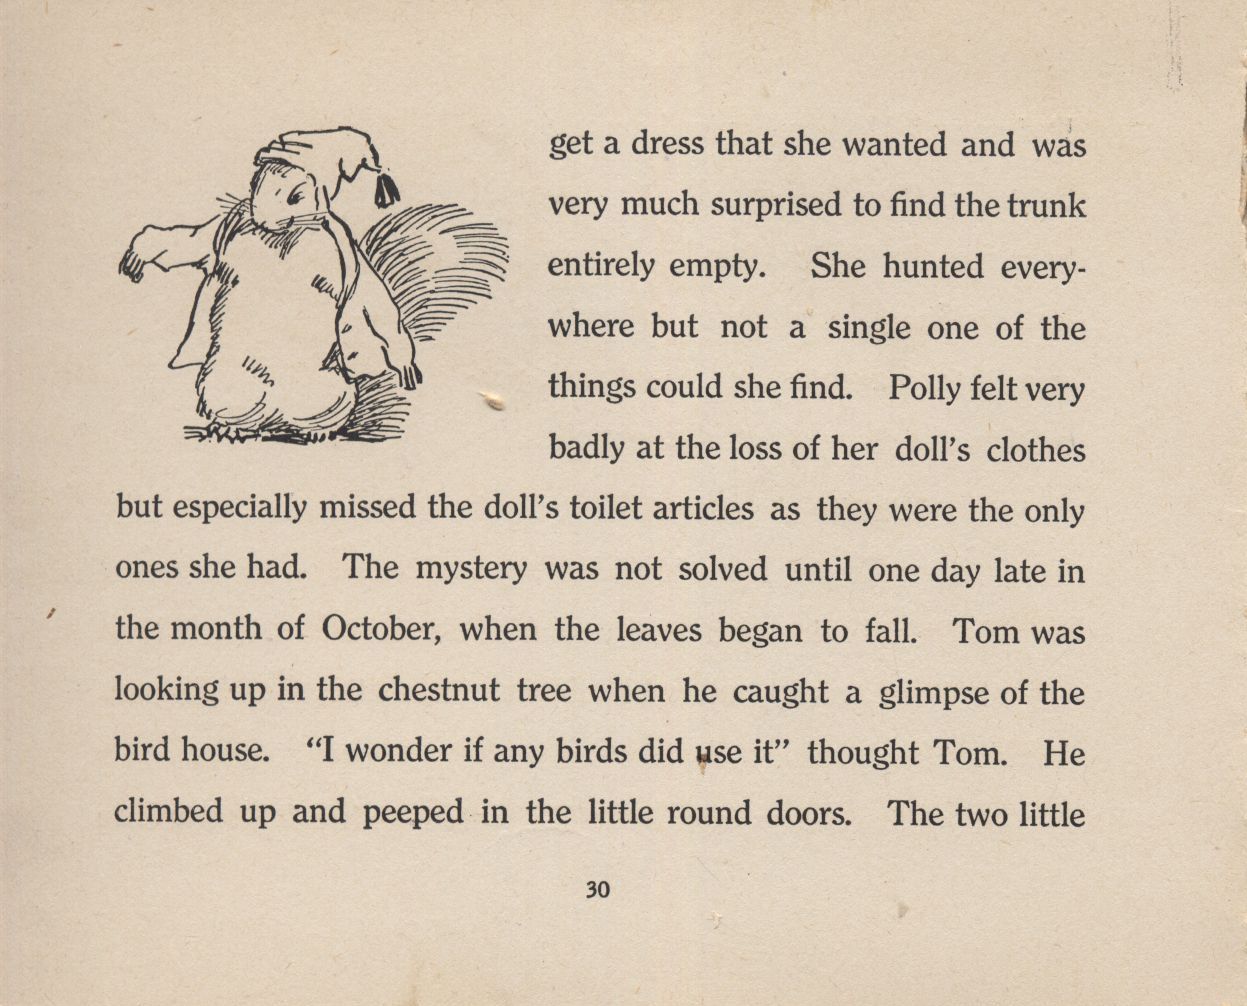 get a dress that she wanted and was
very much surprised to find the trunk
entirely empty. She hunted every-
where but not a single one of the
things could she find. Polly felt very
badly at the loss of her doll's clothes
but especially missed the doll's toilet articles as they were the only
ones she had. The mystery was not solved until one day late in
the month of October, when the leaves began to fall. Tom was
looking up in the chestnut tree when he caught a glimpse of the
bird house. “I wonder if any birds did use it” thought Tom. He
climbed up and peeped in the little round doors. The two little
30